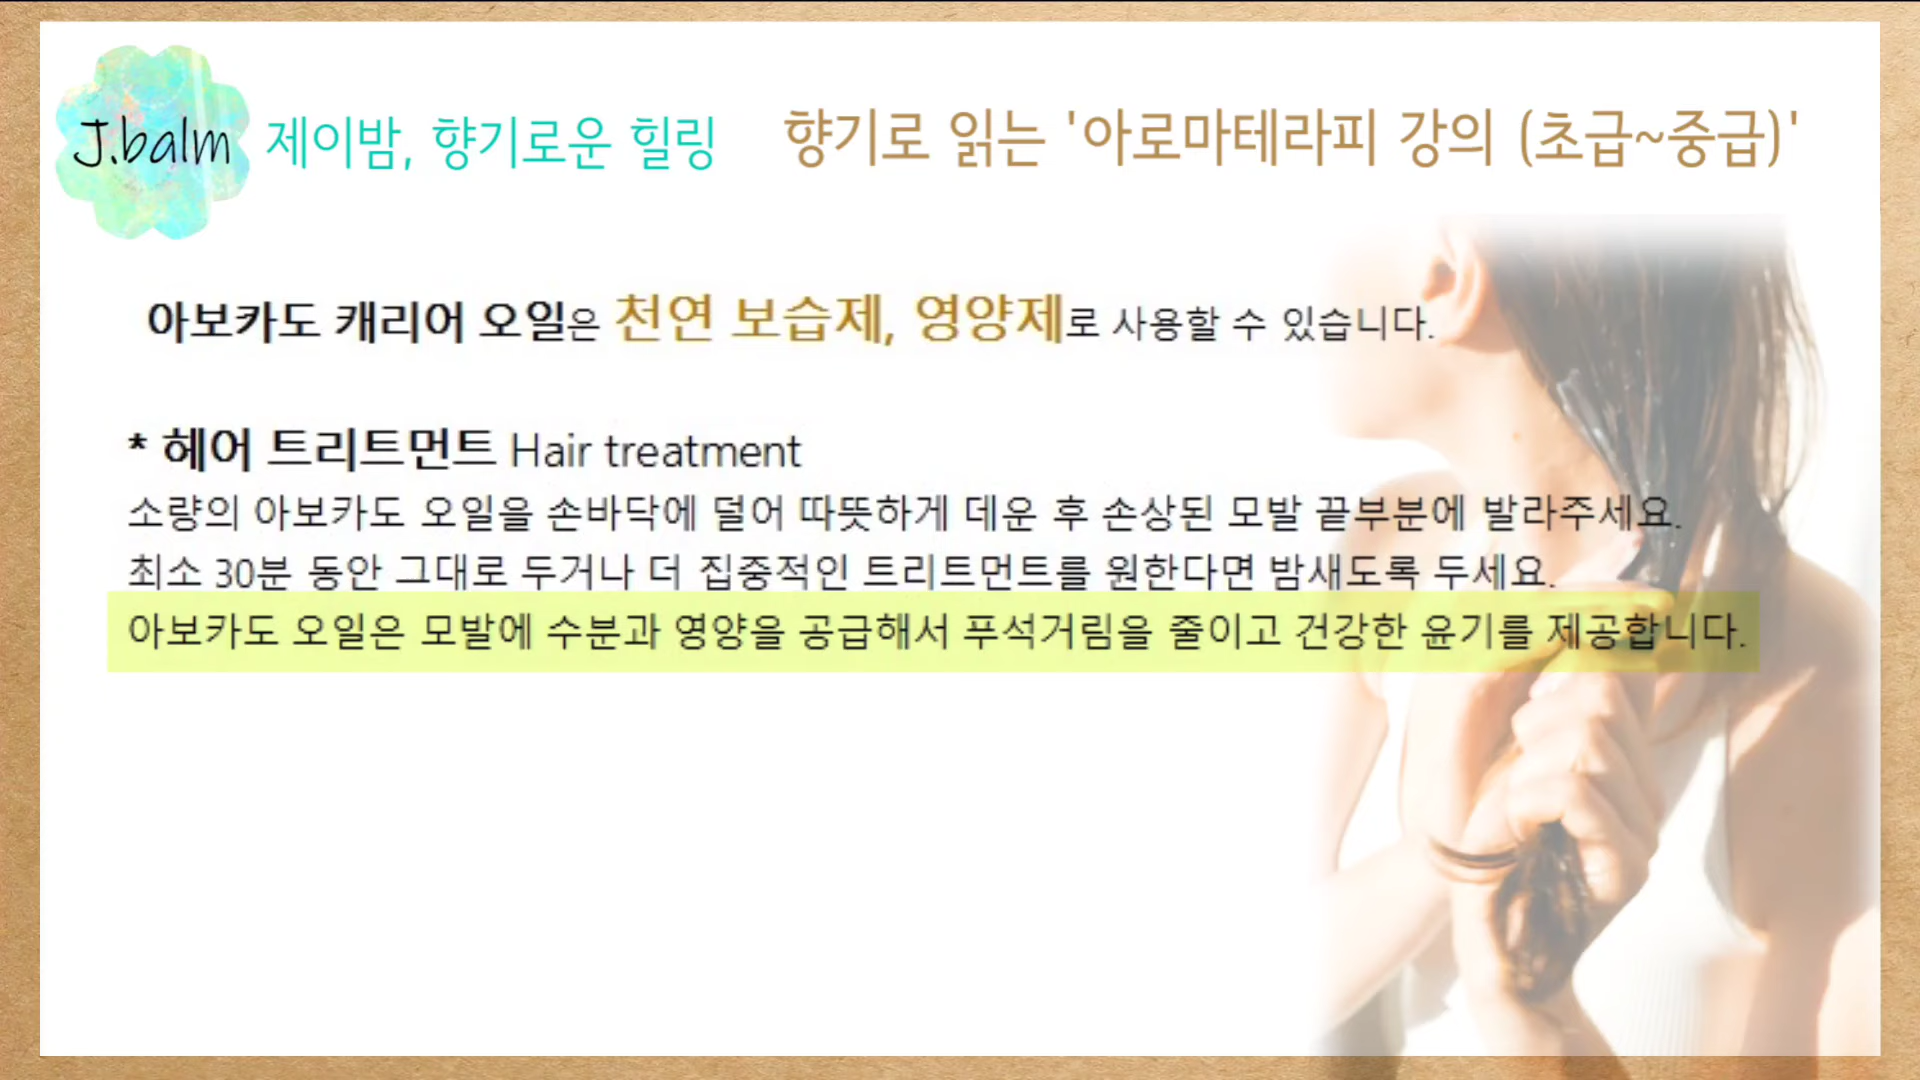 J.balm 제이밤, 향기로운 힐링 향기로 읽는 '아로마테라피 강의 (초급~중급)'
아보카도 캐리어 오일은 천연 보습제, 영양제로 사용할 수 있습니다.
* 헤어 트리트먼트 Hair treatment
소량의 아보카도 오일을 손바닥에 덜어 따뜻하게 데운 후 손상된 모발 끝부분에 발라주세요.
최소 30분 동안 그대로 두거나 더 집중적인 트리트먼트를 원한다면 밤새도록 두세요.
아보카도 오일은 모발에 수분과 영양을 공급해서 푸석거림을 줄이고 건강한 윤기를 제공합니다.